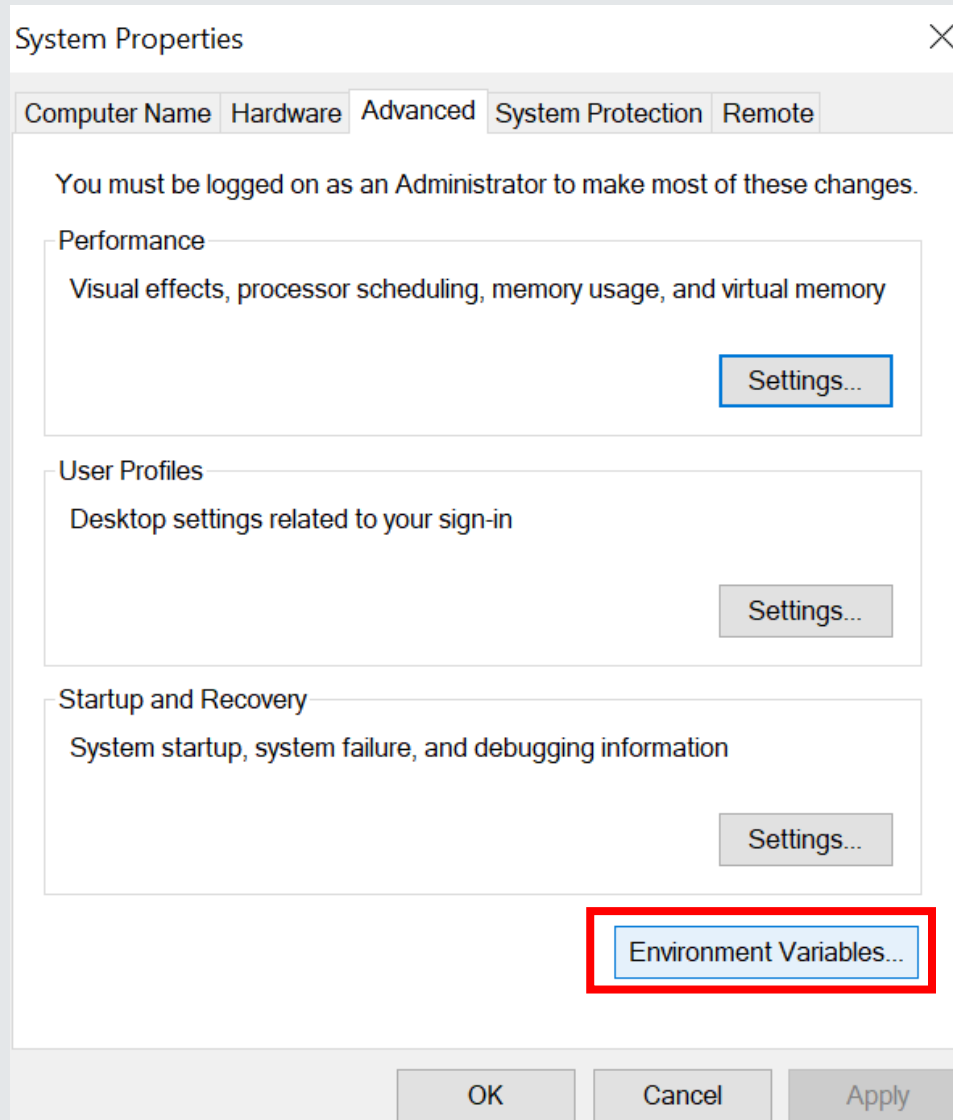 System Properties
Computer Name Hardware Advanced System Protection Remote
You must be logged on as an Administrator to make most of these changes.
Performance
Visual effects, processor scheduling, memory usage, and virtual memory
Settings...
User Profiles
Desktop settings related to your sign-in
Settings...
Startup and Recovery
System startup, system failure, and debugging information
Settings...
Environment Variables...
OK Cancel Apply